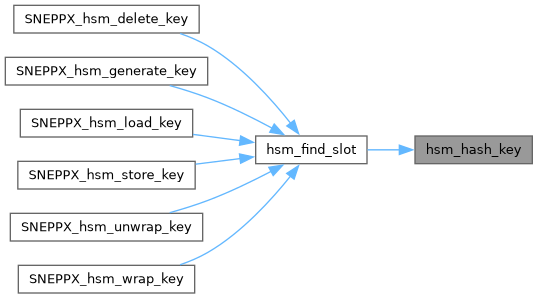 SNEPPX_hsm_delete_key
SNEPPX_hsm_generate_key
SNEPPX_hsm_load_key
hsm_find_slot
hsm_hash_key
SNEPPX_hsm_store_key
SNEPPX_hsm_unwrap_key
SNEPPX_hsm_wrap_key